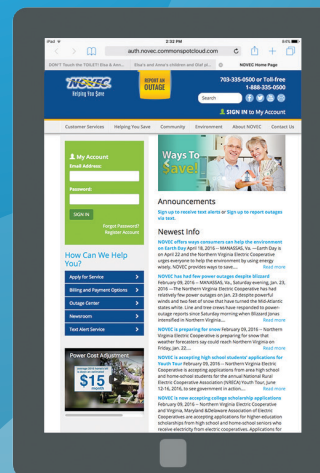 iPad
2:32 PM
auth.novec.commonspotcloud.com
DON'T Touch the TOILET! Elsa & Ann...
Elsa's and Anna's children and Olaf pl...
NOVEC Home Page
NOVEC
Helping You Save
REPORT AN
OUTAGE
703-335-0500 or Toll-free
1-888-335-0500
Search
SIGNIN to My Account
Customer Services
Helping You Save
Community
Environment
About NOVEC
Contact Us
My Account
Email Address:
Password:
SIGN IN
Forgot Password?
Register Account
Ways To
Save!
How Can We Help
You?
Apply for Service
Billing and Payment Options
Outage Center
Newsroom
Text Alert Service
Power Cost Adjustment
$15
Announcements
Sign up to receive text alerts or Sign up to report outages
via text.
Newest Info
NOVEC offers ways consumers can help the environment
on Earth Day April 18, 2016 -- MANASSAS, Va. -- Earth Day is
on April 22 and the Northern Virginia Electric Cooperative
urges everyone to help the environment by using energy
wisely. NOVEC provides ways to save....
Read more
NOVEC has had few power outages despite Blizzard
2016 -- MANASSAS, Va., Saturday evening, Jan. 23,
2016 --The Northern Virginia Electric Cooperative has had
relatively few power outages on Jan. 23 despite powerful
winds and two feet of snow that have turned the Mid-Atlantic
states white. Line and tree crews have responded to power-
outage reports since Saturday morning when Blizzard Jonas
intensified in Northern Virginia....
Read more
NOVEC is preparing for snow February 09, 2016 -- Northern
Virginia Electric Cooperative is preparing for snow that
weather forecasters say could reach Northern Virginia on
Friday, Jan. 22....
Read more
NOVEC is accepting high school students' applications for
Youth Tour February 09, 2016 -- Northern Virginia Electric
Cooperative is accepting applications from area high school
and home-school students for the annual National Rural
Electric Cooperative Association (NRECA) Youth Tour, June
12-16, 2016, to see government in action....
Read more
NOVEC is now accepting college scholarship applications
February 09, 2016 -- Northern Virginia Electric Cooperative
and Virginia, Maryland &Delaware Association of Electric
Cooperatives are accepting applications for higher-education
scholarships from high school and home-school seniors who
receive electricity from electric cooperatives. Applications for